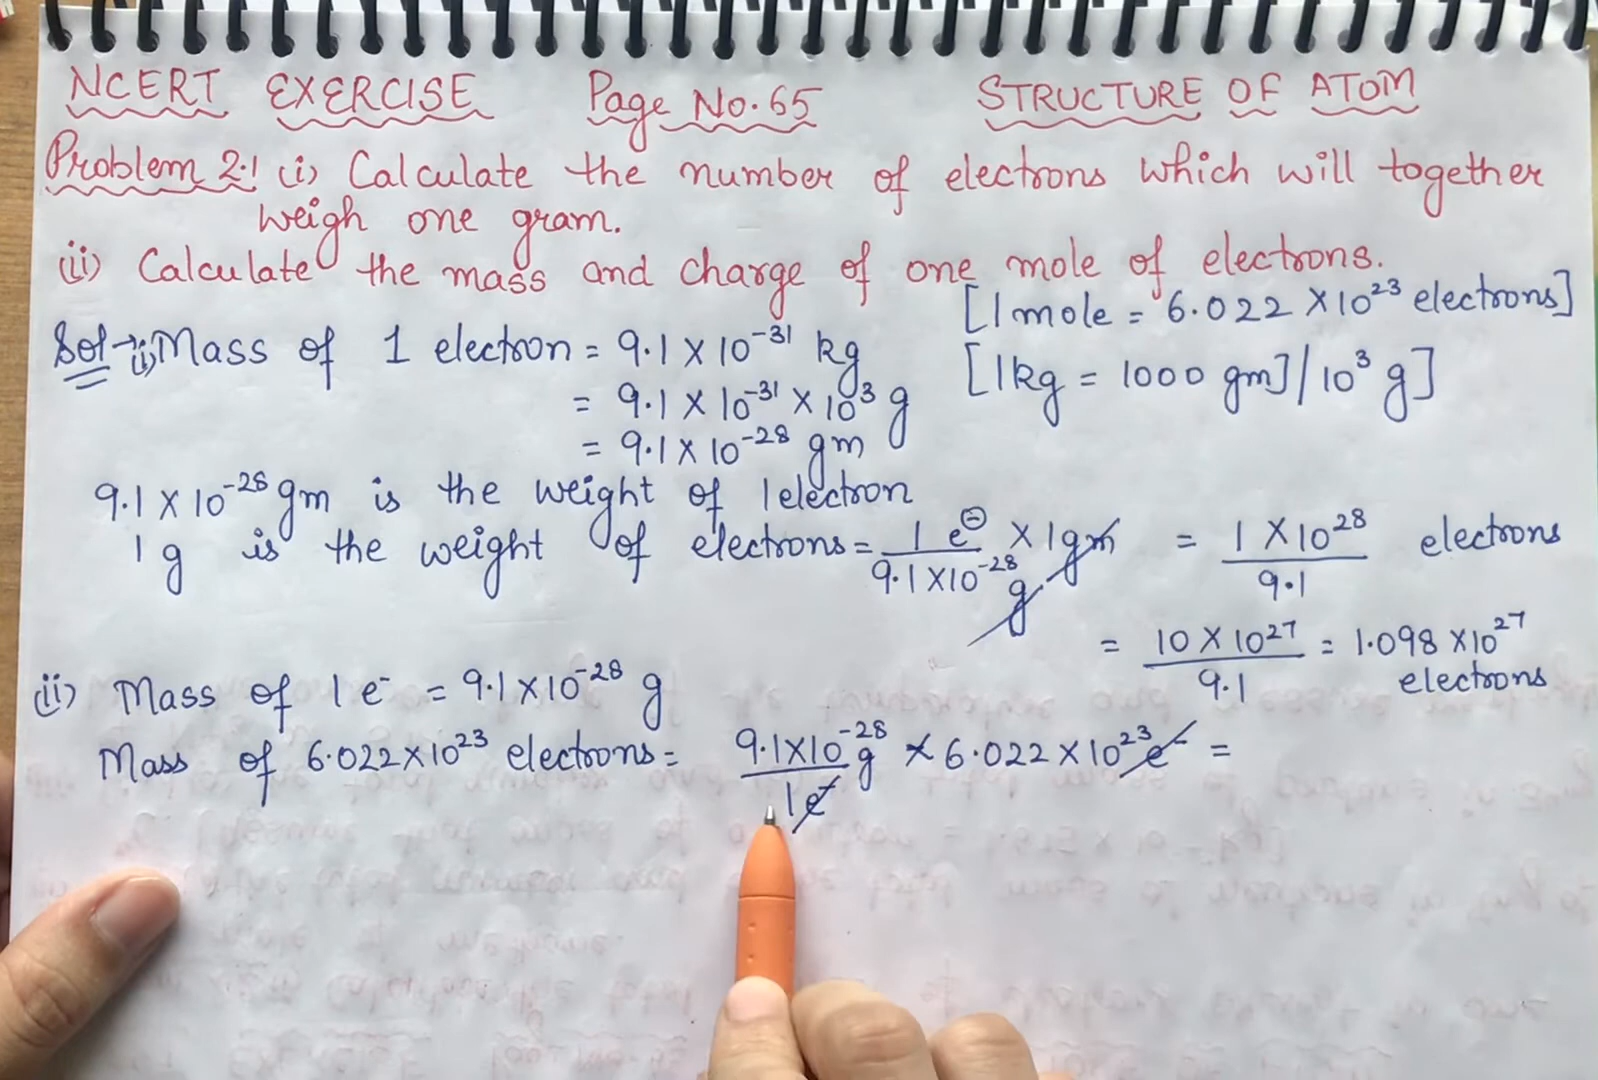 NCERT EXERCISE Page No. 65 STRUCTURE OF ATOM
Problem 2.1 (i) Calculate the number of electrons which will together
weigh one gram.
(ii) Calculate the mass and charge of one mole of electrons.
[1 mole = 6.022 × 10²³ electrons]
Sol→(i) Mass of 1 electron = 9.1 × 10⁻³¹ kg
[1kg = 1000 gm] / 10³ g]
= 9.1 × 10⁻³¹ × 10³ g
= 9.1 × 10⁻²⁸ gm
9.1 × 10⁻²⁸ gm is the weight of 1 electron
1 g is the weight of electrons = 1 e⊖ / 9.1 × 10⁻²⁸ g × 1 gm = 1 × 10²⁸ / 9.1 electrons
= 10 × 10²⁷ / 9.1 = 1.098 × 10²⁷
electrons
(ii) Mass of 1 e⁻ = 9.1 × 10⁻²⁸ g
Mass of 6.022 × 10²³ electrons = 9.1 × 10⁻²⁸ g / 1 e⁻ × 6.022 × 10²³ e⁻ =